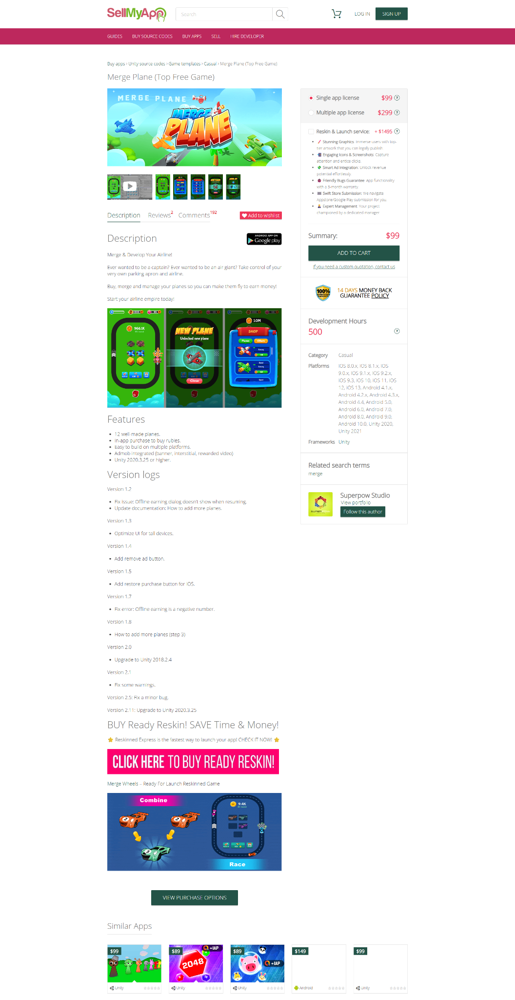 SellMyApp
Search
LOG IN
SIGN UP
GUIDES
BUY SOURCE CODES
BUY APPS
SELL
HIRE DEVELOPER
Buy apps › Unity source codes › Game templates › Casual › Merge Plane (Top Free Game)
Merge Plane (Top Free Game)
MERGE PLANE
MERGE
PLANE
Description
Reviews2
Comments192
Add to wishlist
Description
ANDROID APP ON
Google play
Merge & Develop Your Airline!
Ever wanted to be a captain? Ever wanted to be an air giant? Take control of your
very own parking apron and airline.
Buy, merge and manage your planes so you can make them fly to earn money!
Start your airline empire today!
966.1K
NEW PLANE
Unlocked new plane
Close
1.0M
SHOP
Planes
Others
Earning
Speed
Earning
Speed
Features
• 12 well-made planes.
• In-app purchase to buy rubies.
• Easy to build on multiple platforms.
• Admob integrated (banner, interstitial, rewarded video)
• Unity 2020.3.25 or higher.
Version logs
Version 1.2
• Fix issue: Offline earning dialog doesn't show when resuming.
• Update documentation: How to add more planes.
Version 1.3
• Optimize UI for tall devices.
Version 1.4
• Add remove ad button.
Version 1.5
• Add restore purchase button for iOS.
Version 1.7
• Fix error: Offline earning is a negative number.
Version 1.8
• How to add more planes (step 3)
Version 2.0
• Upgrade to Unity 2018.2.4
Version 2.1
• Fix some warnings.
Version 2.5: Fix a minor bug.
Version 2.11: Upgrade to Unity 2020.3.25
BUY Ready Reskin! SAVE Time & Money!
Reskinned Express is the fastest way to launch your app! CHECK IT NOW!
CLICK HERE TO BUY READY RESKIN!
Merge Wheels – Ready For Launch Reskinned Game
Combine
2
2
3
9.4K
Race
VIEW PURCHASE OPTIONS
Single app license $99 ?
Multiple app license $299 ?
Reskin & Launch service: + $1495 ?
• Stunning Graphics: Immerse users with top-
tier artwork that you can legally publish
• Engaging Icons & Screenshots: Capture
attention and entice clicks.
• Smart Ad Integration: Unlock revenue
potential effortlessly.
• Friendly Bugs Guarantee: App functionality
with a 3-month warranty.
• Swift Store Submission: We navigate
Appstore/Google Play submission for you.
• Expert Management: Your project
championed by a dedicated manager
Summary: $99
ADD TO CART
If you need a custom quotation, contact us
100%
SATISFACTION
GUARANTEE
14 DAYS MONEY BACK
GUARANTEE POLICY
Development Hours
500 ?
Category Casual
Platforms iOS 8.0.x, iOS 8.1.x, iOS
9.0.x, iOS 9.1.x, iOS 9.2.x,
iOS 9.3, iOS 10, iOS 11, iOS
12, iOS 13, Android 4.1.x,
Android 4.2.x, Android 4.3.x,
Android 4.4, Android 5.0,
Android 6.0, Android 7.0,
Android 8.0, Android 9.0,
Android 10.0, Unity 2020,
Unity 2021
Frameworks Unity
Related search terms
merge
SUPERPOW
Superpow Studio
View portfolio
Follow this author
Similar Apps
$99
Unity
$89
+IAP
2048
8
16
Unity
$89
+IAP
Unity
$149
Android
$99
Unity